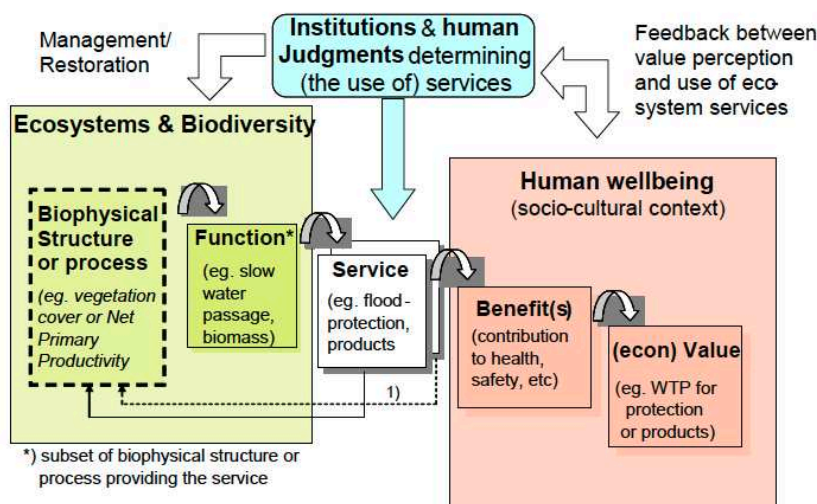 Management/
Restoration
Institutions & human
Judgments determining
(the use of) services
Feedback between
value perception
and use of eco-
system services
Ecosystems & Biodiversity
Biophysical
Structure
or process
(eg. vegetation
cover or Net
Primary
Productivity
Function*
(eg. slow
water
passage,
biomass)
Service
(eg. flood-
protection,
products
1)
Human wellbeing
(socio-cultural context)
Benefit(s)
(contribution
to health,
safety, etc)
(econ) Value
(eg. WTP for
protection
or products)
*) subset of biophysical structure or
process providing the service